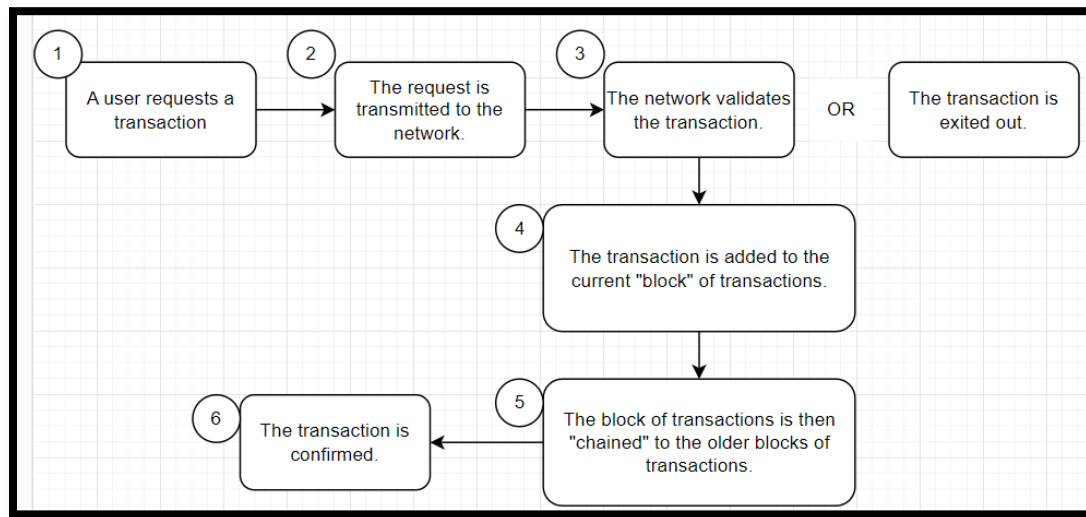 1
A user requests a
transaction
2
The request is
transmitted to the
network.
3
The network validates
the transaction.
OR
The transaction is
exited out.
4
The transaction is added to the
current "block" of transactions.
5
The block of transactions is then
"chained" to the older blocks of
transactions.
6
The transaction is
confirmed.